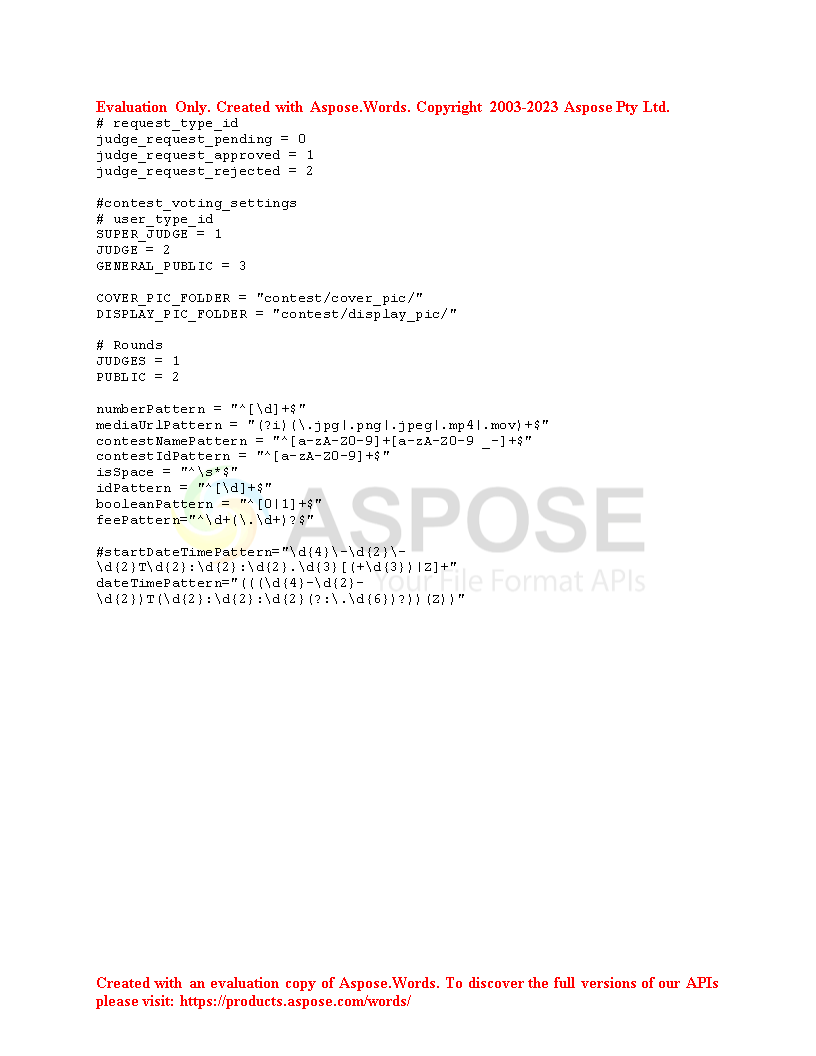 Evaluation Only. Created with Aspose.Words. Copyright 2003-2023 Aspose Pty Ltd.
# request_type_id
judge_request_pending = 0
judge_request_approved = 1
judge_request_rejected = 2
#contest_voting_settings
# user_type_id
SUPER_JUDGE = 1
JUDGE = 2
GENERAL_PUBLIC = 3
COVER_PIC_FOLDER = "contest/cover_pic/"
DISPLAY_PIC_FOLDER = "contest/display_pic/"
# Rounds
JUDGES = 1
PUBLIC = 2
numberPattern = "^[\d]+$"
mediaUrlPattern = "(?i)(\.jpg|.png|.jpeg|.mp4|.mov)+$"
contestNamePattern = "^[a-zA-Z0-9]+[a-zA-Z0-9 _-]+$"
contestIdPattern = "^[a-zA-Z0-9]+$"
isSpace = "^\s*$"
idPattern = "^[\d]+$"
booleanPattern = "^[0|1]+$"
feePattern="^\d+(\.\d+)?$"
ASPOSE
#startDateTimePattern="\d{4}\-\d{2}\-
\d{2}T\d{2}:\d{2}:\d{2}.\d{3}[(+\d{3})|Z]+"
dateTimePattern="(((\d{4}-\d{2}-
Your File Format APIs
\d{2})T(\d{2}:\d{2}:\d{2}(?:\.\d{6})?))(Z))"
Created with an evaluation copy of Aspose.Words. To discover the full versions of our APIs
please visit: https://products.aspose.com/words/